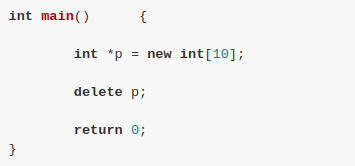 int main()      {
        int *p = new int[10];
        delete p;
        return 0;
}